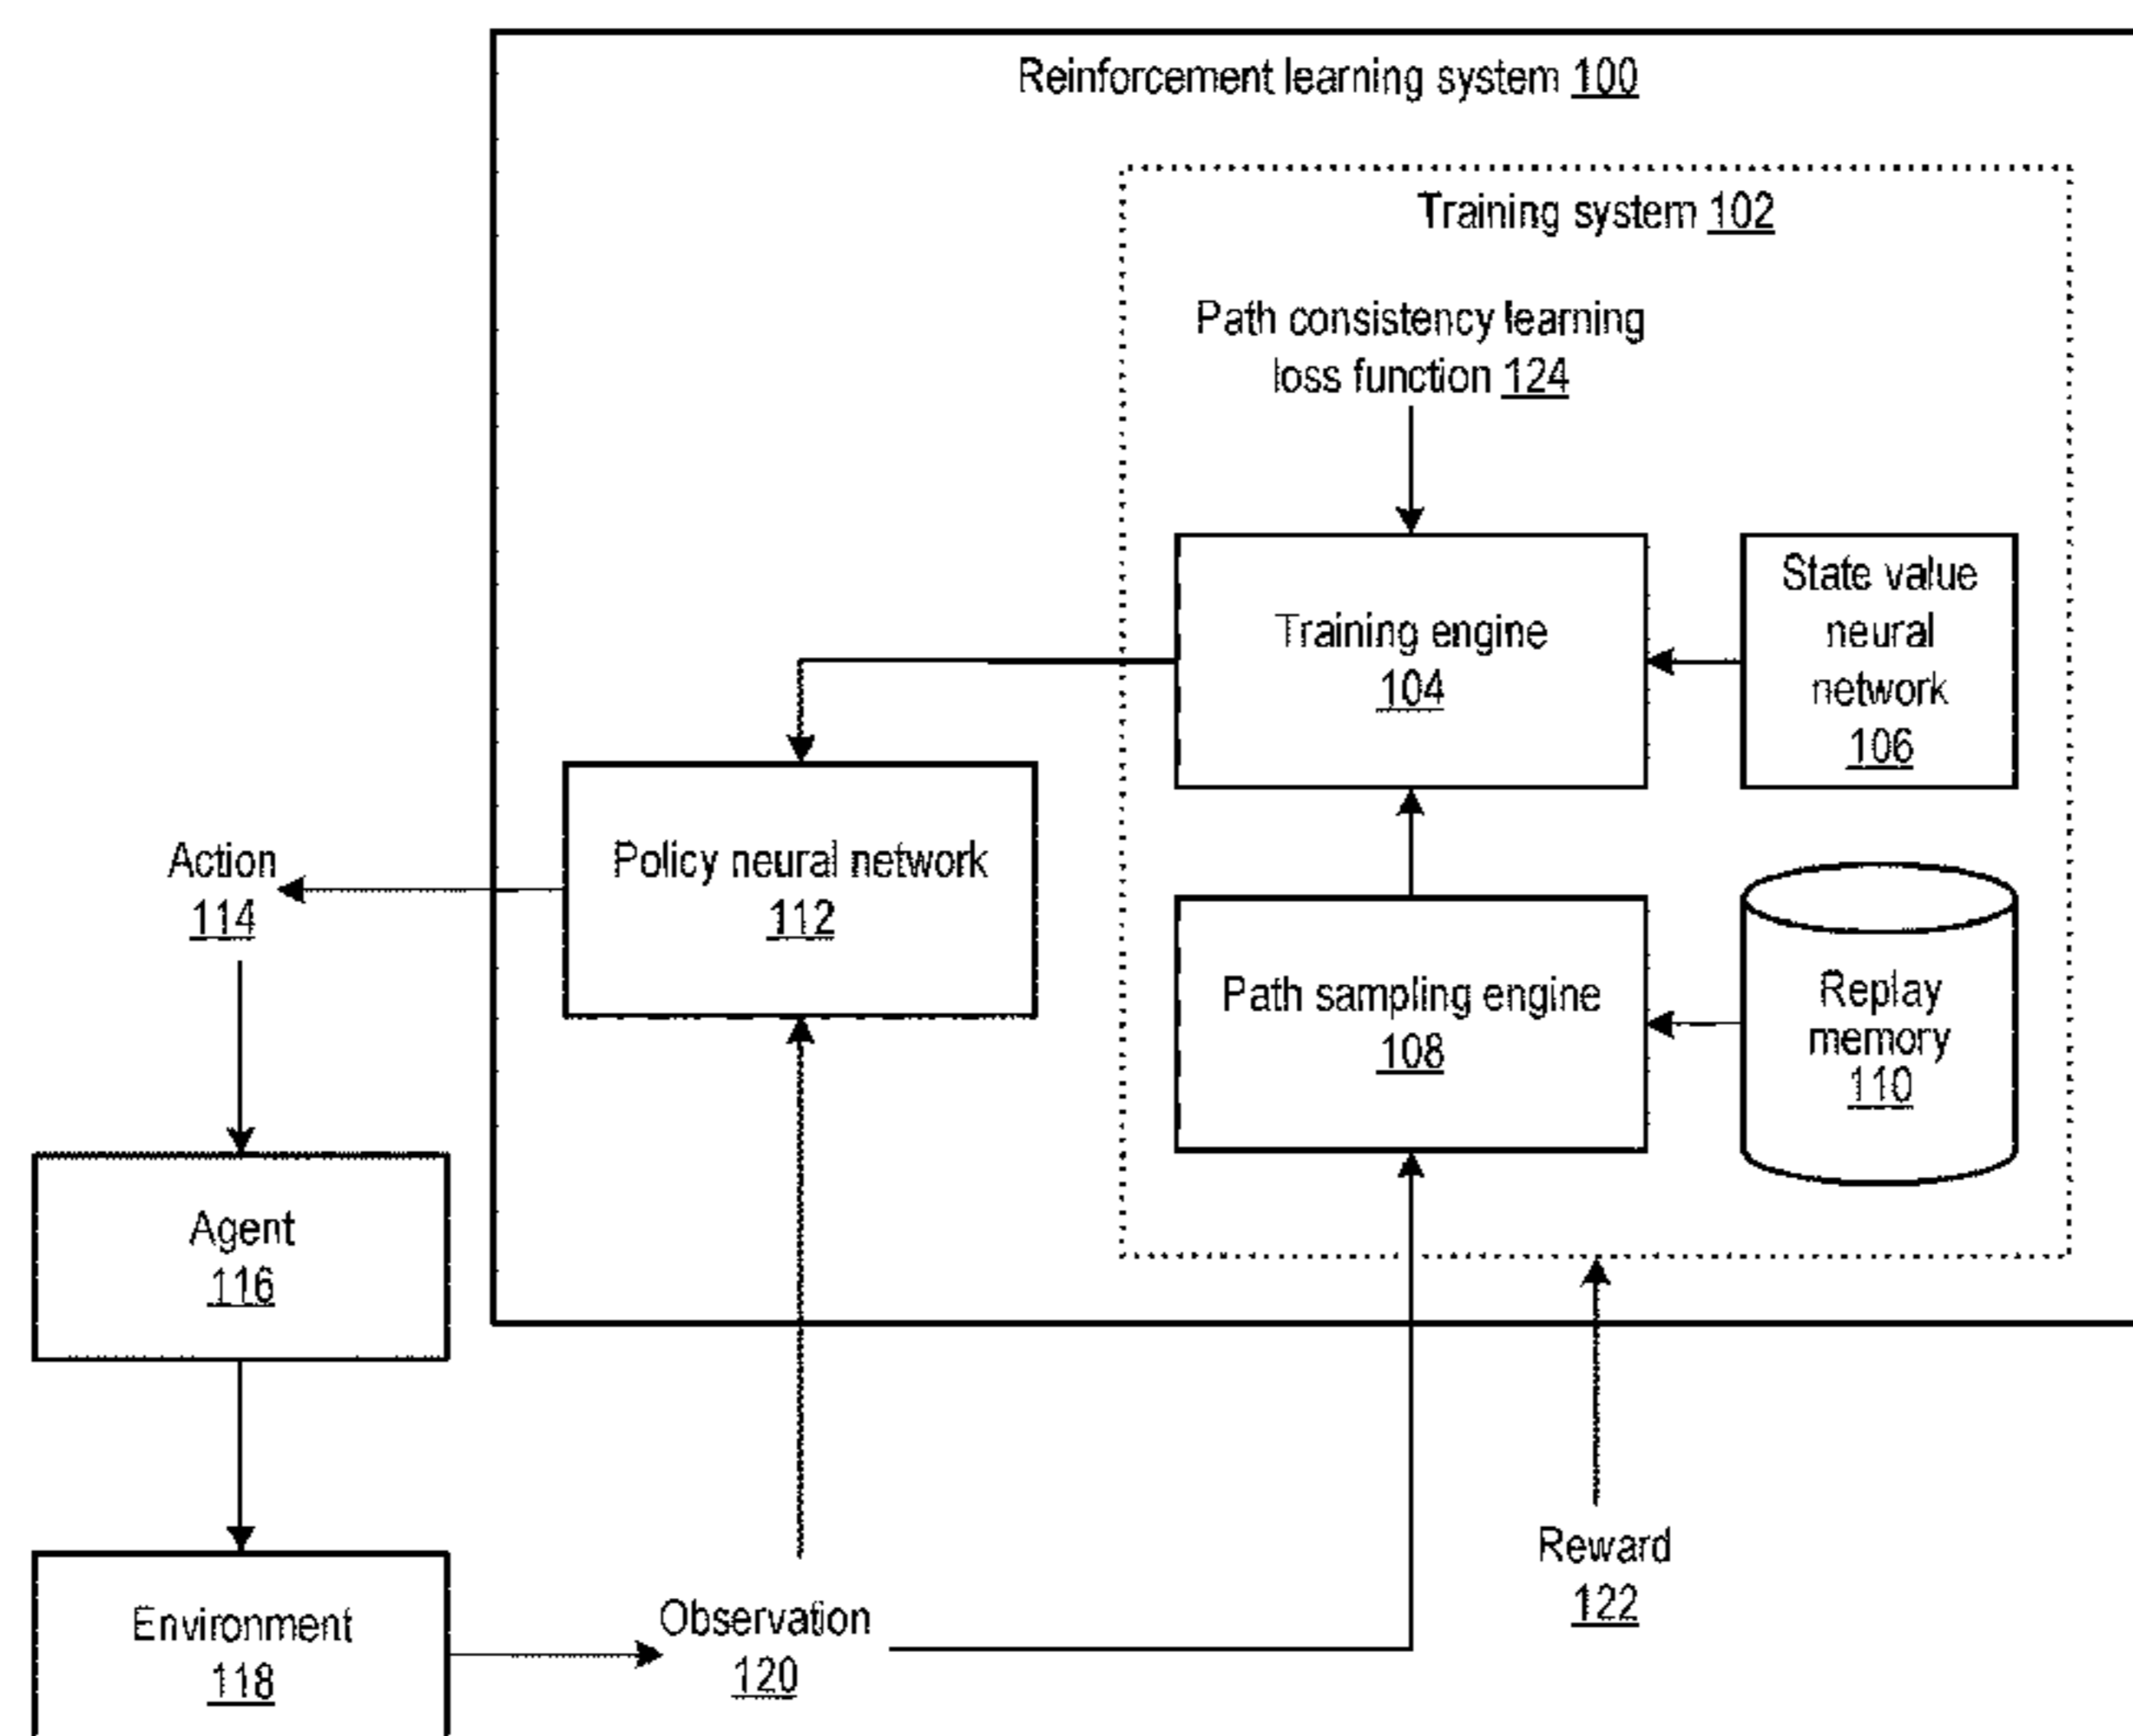 Reinforcement learning system 100
Training system 102
Path consistency learning
loss function 124
Training engine
104
State value
neural
network
106
Policy neural network
112
Action
114
Path sampling engine
108
Replay
memory
110
Agent
116
Reward
122
Environment
118
Observation
120